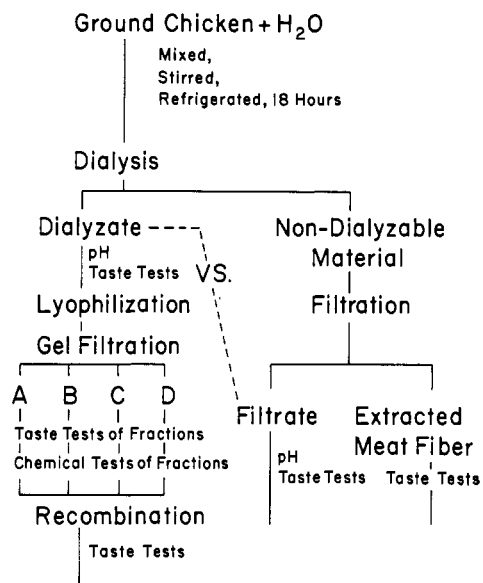 Ground Chicken + H₂O
Mixed,
Stirred,
Refrigerated, 18 Hours
Dialysis
Dialyzate
pH
Taste Tests
VS.
Lyophilization
Gel Filtration
A B C D
Taste Tests of Fractions
Chemical Tests of Fractions
Recombination
Taste Tests
Non-Dialyzable
Material
Filtration
Filtrate
pH
Taste Tests
Extracted
Meat Fiber
Taste Tests